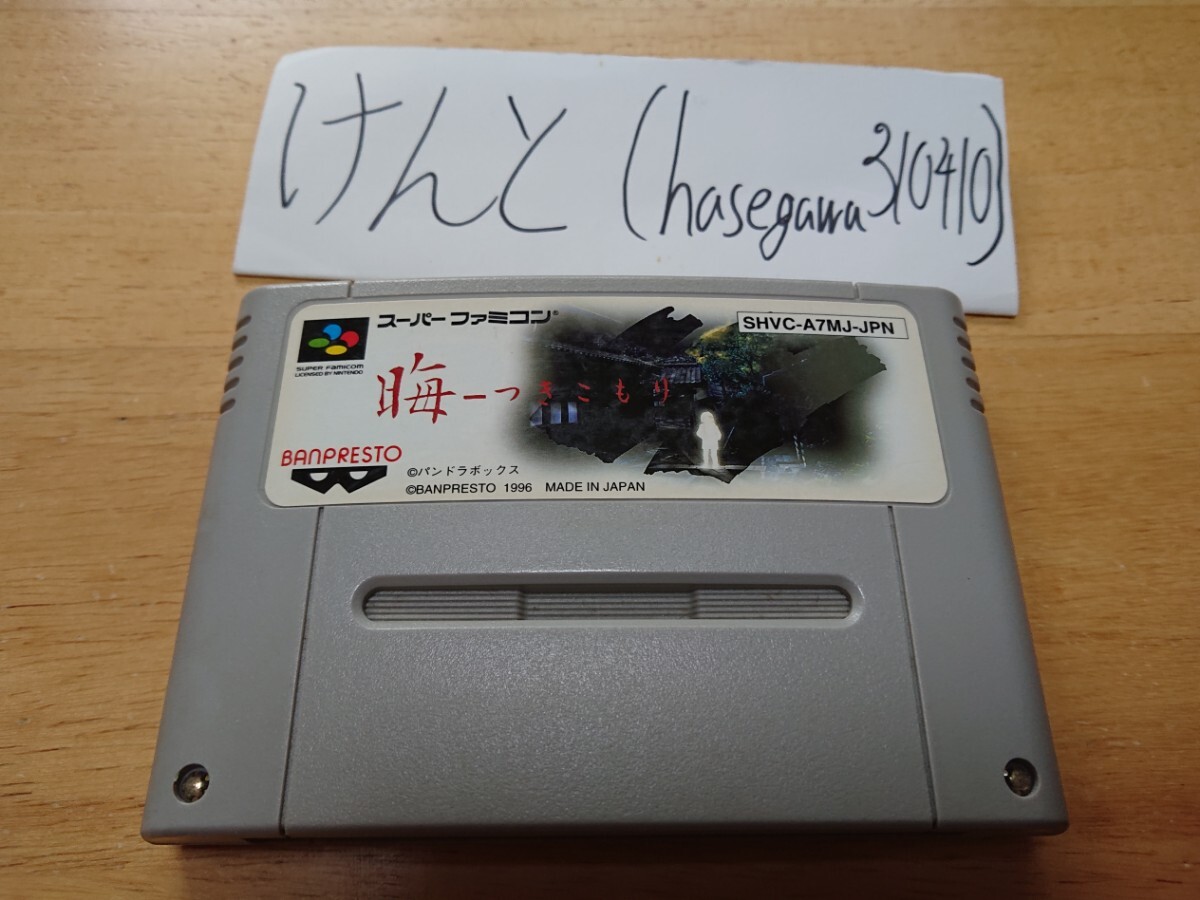 けんと (hasegawa310410)
スーパーファミコン®
SHVC-A7MJ-JPN
SUPER FAMICOM
LICENSED BY NINTENDO
晦ーつきこもり
BANPRESTO
©パンドラボックス
©BANPRESTO 1996 MADE IN JAPAN